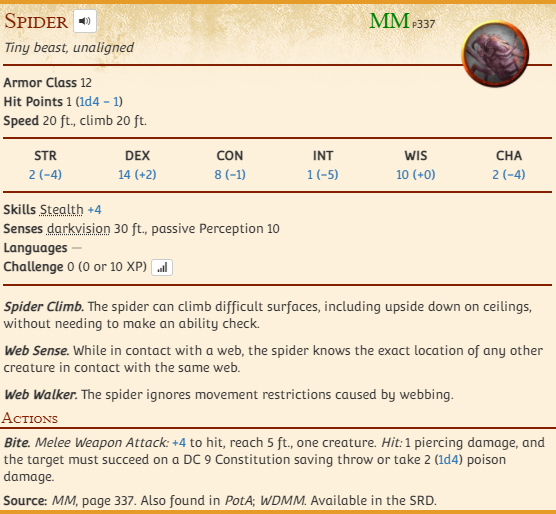 Spider MM P337
Tiny beast, unaligned
Armor Class 12
Hit Points 1 (1d4 − 1)
Speed 20 ft., climb 20 ft.
STR DEX CON INT WIS CHA
2 (−4) 14 (+2) 8 (−1) 1 (−5) 10 (+0) 2 (−4)
Skills Stealth +4
Senses darkvision 30 ft., passive Perception 10
Languages —
Challenge 0 (0 or 10 XP)
Spider Climb. The spider can climb difficult surfaces, including upside down on ceilings,
without needing to make an ability check.
Web Sense. While in contact with a web, the spider knows the exact location of any other
creature in contact with the same web.
Web Walker. The spider ignores movement restrictions caused by webbing.
Actions
Bite. Melee Weapon Attack: +4 to hit, reach 5 ft., one creature. Hit: 1 piercing damage, and
the target must succeed on a DC 9 Constitution saving throw or take 2 (1d4) poison
damage.
Source: MM, page 337. Also found in PotA; WDMM. Available in the SRD.